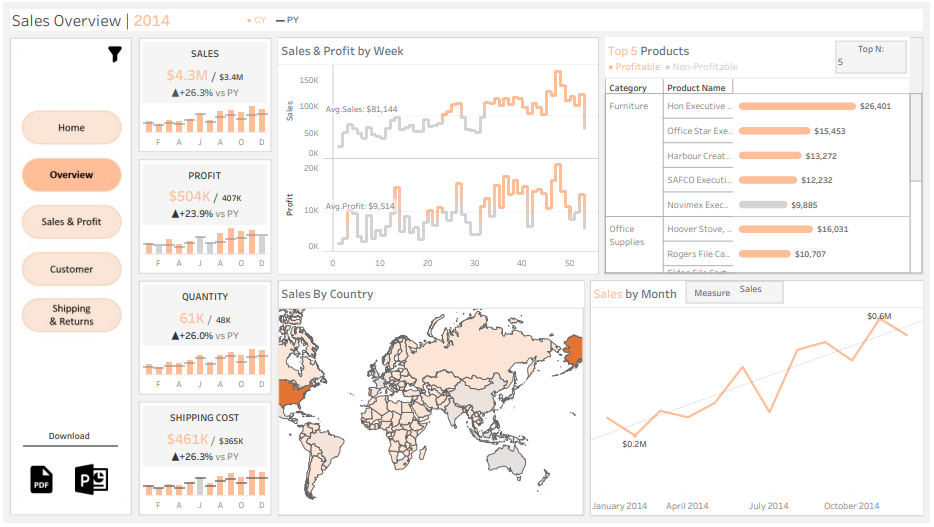 Sales Overview | 2014
● CY — PY
Home
Overview
Sales & Profit
Customer
Shipping
& Returns
Download
PDF
P
SALES
$4.3M / $3.4M
▲+26.3% vs PY
F A J A O D
PROFIT
$504K / 407K
▲+23.9% vs PY
F A J A O D
QUANTITY
61K / 48K
▲+26.0% vs PY
F A J A O D
SHIPPING COST
$461K / $365K
▲+26.3% vs PY
F A J A O D
Sales & Profit by Week
Sales
150K
100K
50K
0K
Avg.Sales: $81,144
Profit
20K
10K
0K
Avg.Profit: $9,514
0 10 20 30 40 50
Top 5 Products
● Profitable ● Non-Profitable
Top N:
5
Category Product Name
Furniture Hon Executive .. $26,401
Office Star Exe.. $15,453
Harbour Creat.. $13,272
SAFCO Executi.. $12,232
Novimex Exec.. $9,885
Office
Supplies
Hoover Stove, .. $16,031
Rogers File Ca.. $10,707
Sales By Country
Sales by Month
Measure Sales
$0.6M
$0.2M
January 2014 April 2014 July 2014 October 2014